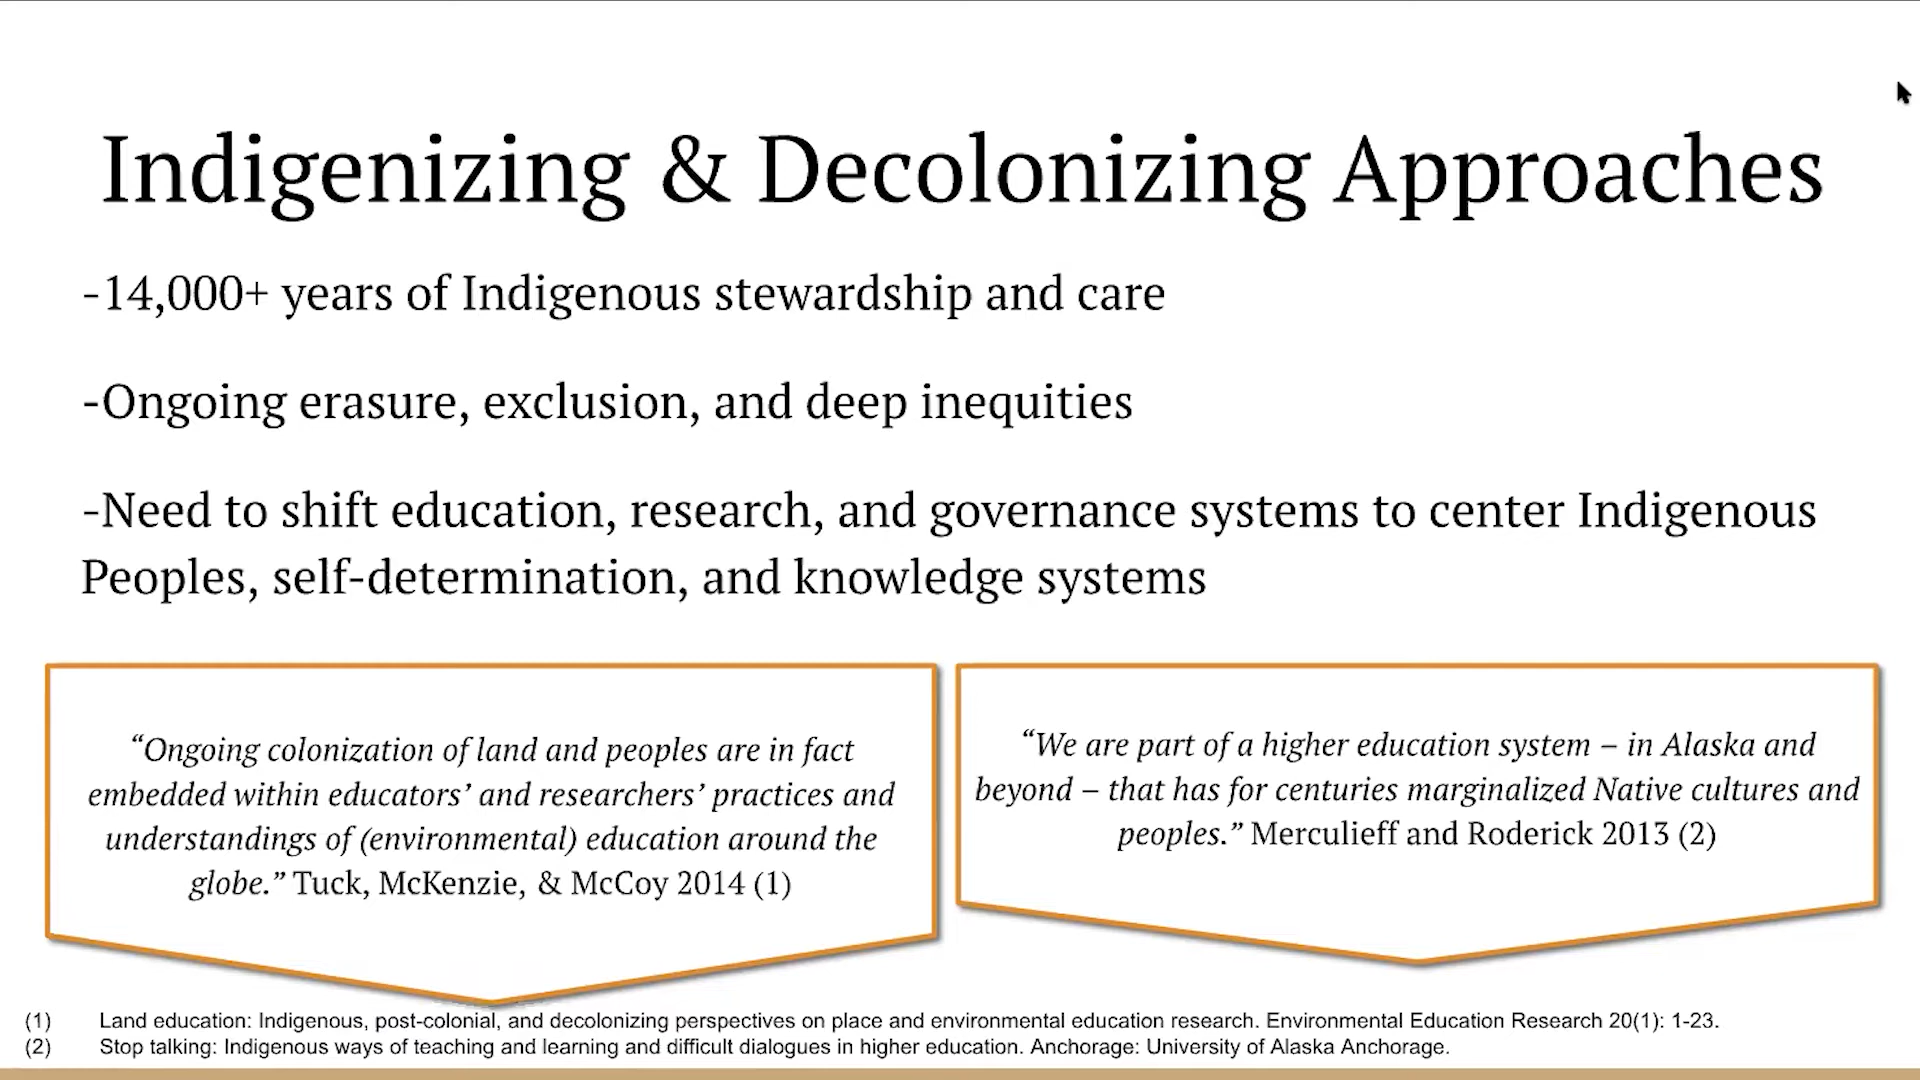 Indigenizing & Decolonizing Approaches
-14,000+ years of Indigenous stewardship and care
-Ongoing erasure, exclusion, and deep inequities
-Need to shift education, research, and governance systems to center Indigenous
Peoples, self-determination, and knowledge systems
“Ongoing colonization of land and peoples are in fact
embedded within educators’ and researchers’ practices and
understandings of (environmental) education around the
globe.” Tuck, McKenzie, & McCoy 2014 (1)
“We are part of a higher education system – in Alaska and
beyond – that has for centuries marginalized Native cultures and
peoples.” Merculieff and Roderick 2013 (2)
(1) Land education: Indigenous, post-colonial, and decolonizing perspectives on place and environmental education research. Environmental Education Research 20(1): 1-23.
(2) Stop talking: Indigenous ways of teaching and learning and difficult dialogues in higher education. Anchorage: University of Alaska Anchorage.